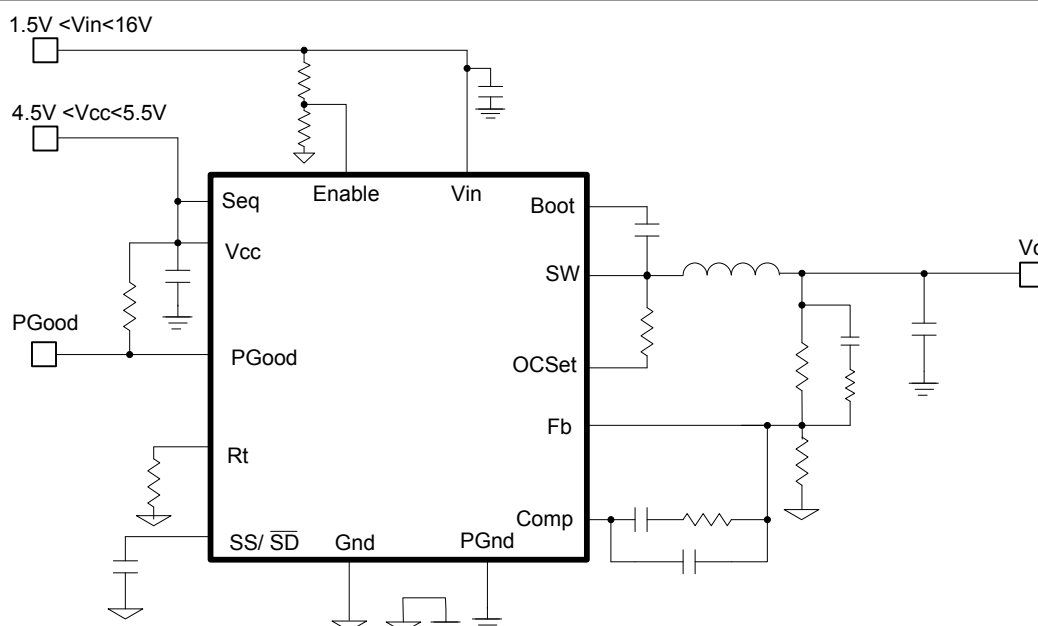 1.5V <Vin<16V
4.5V <Vcc<5.5V
Enable
Vin
Seq
Boot
Vcc
SW
PGood
PGood
OCSet
Fb
Rt
Comp
SS/ SD
Gnd
PGnd